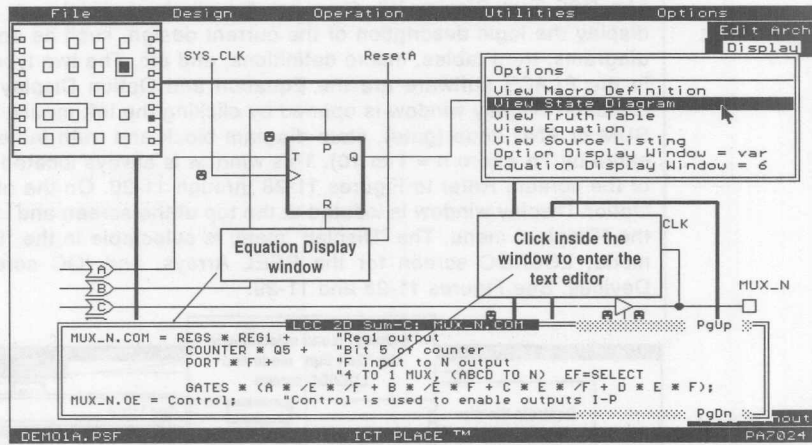 File Design Operation Utilities Options
Edit Arch
Display
SYS_CLK ResetA
Options
View Macro Definition
View State Diagram
View Truth Table
View Equation
View Source Listing
Option Display Window = var
Equation Display Window = 6
P
Q
R
CLK
Equation Display window
Click inside the window to enter the text editor
A
B
C
MUX_N
LCC 2D Sum-C: MUX_N.COM
PgUp
MUX_N.COM = REGS * REG1 + "Reg1 output
COUNTER * Q5 + "Bit 5 of counter
PORT * F + "F input to N output
"4 TO 1 MUX, (ABCD TO N) EF=SELECT
GATES * (A * /E * /F + B * /E * F + C * E * /F + D * E * F);
MUX_N.OE = Control; "Control is used to enable outputs I-P
PgDn
DEMO1A.PSF ICT PLACE ™ PA7024